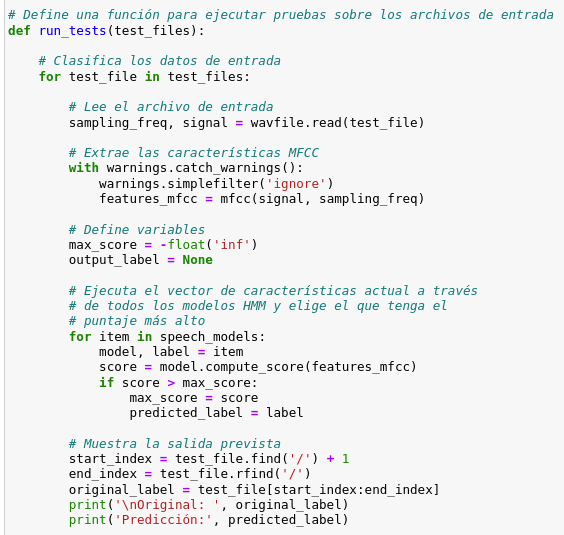 # Define una función para ejecutar pruebas sobre los archivos de entrada
def run_tests(test_files):
    # Clasifica los datos de entrada
    for test_file in test_files:
        # Lee el archivo de entrada
        sampling_freq, signal = wavfile.read(test_file)
        # Extrae las características MFCC
        with warnings.catch_warnings():
            warnings.simplefilter('ignore')
            features_mfcc = mfcc(signal, sampling_freq)
        # Define variables
        max_score = -float('inf')
        output_label = None
        # Ejecuta el vector de características actual a través
        # de todos los modelos HMM y elige el que tenga el
        # puntaje más alto
        for item in speech_models:
            model, label = item
            score = model.compute_score(features_mfcc)
            if score > max_score:
                max_score = score
                predicted_label = label
        # Muestra la salida prevista
        start_index = test_file.find('/') + 1
        end_index = test_file.rfind('/')
        original_label = test_file[start_index:end_index]
        print('\nOriginal: ', original_label)
        print('Predicción:', predicted_label)